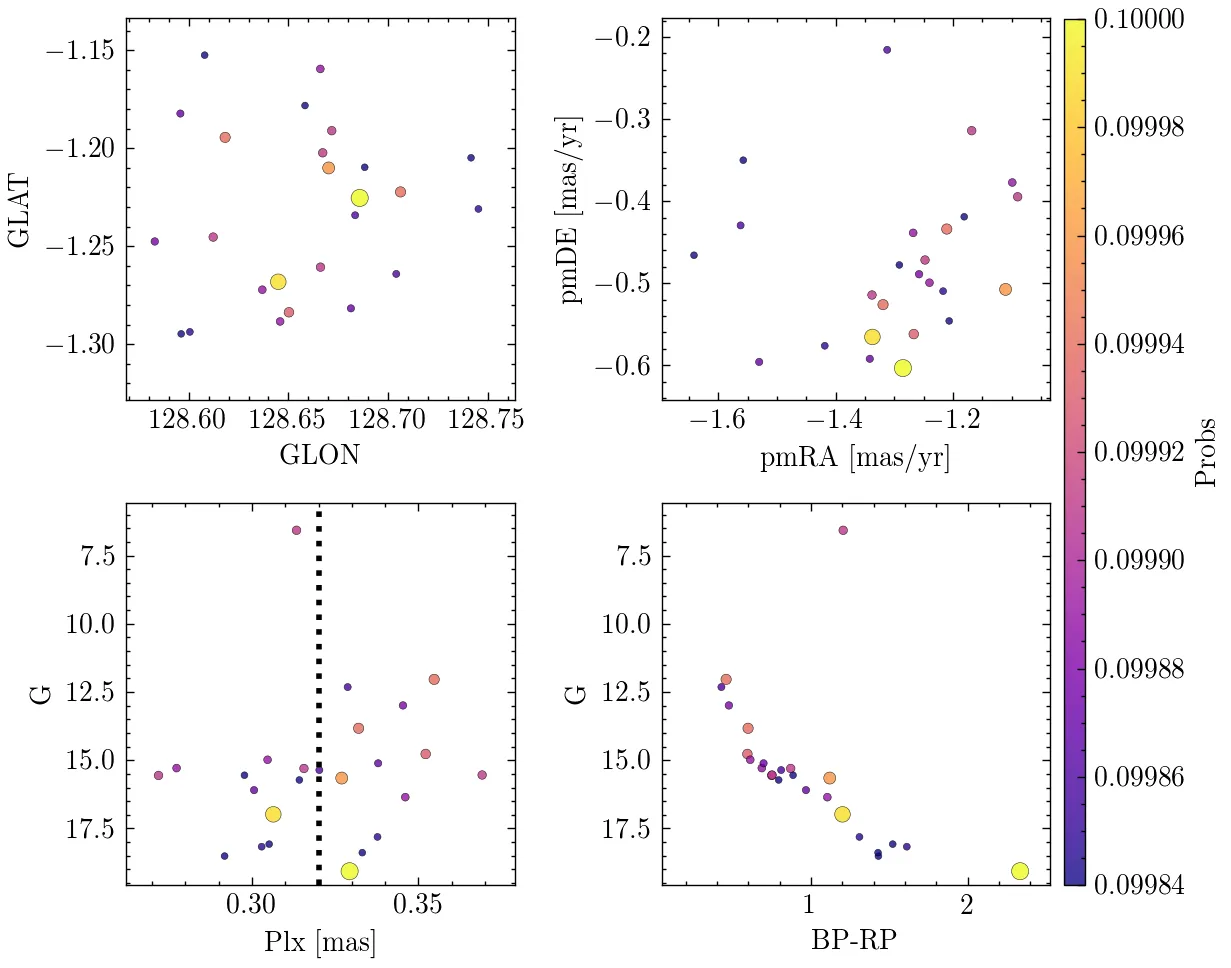 −1.15
−1.20
−1.25
−1.30
GLAT
128.60 128.65 128.70 128.75
GLON
−0.2
−0.3
−0.4
−0.5
−0.6
pmDE [mas/yr]
−1.6 −1.4 −1.2
pmRA [mas/yr]
7.5
10.0
12.5
15.0
17.5
G
0.30 0.35
Plx [mas]
7.5
10.0
12.5
15.0
17.5
G
1 2
BP-RP
0.10000
0.09998
0.09996
0.09994
0.09992
0.09990
0.09988
0.09986
0.09984
Probs